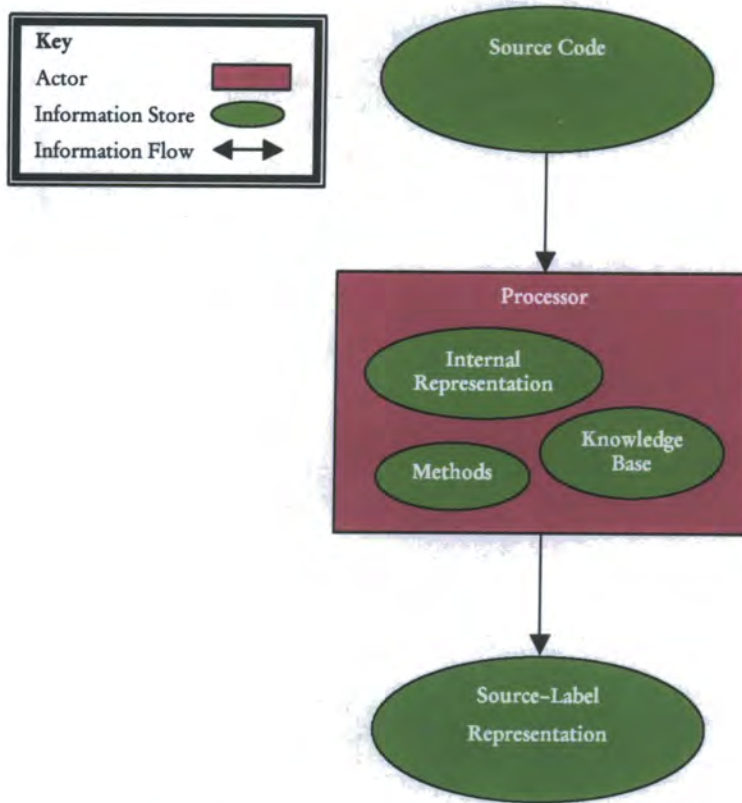 Key
Actor
Information Store
Information Flow
Source Code
Processor
Internal
Representation
Knowledge
Base
Methods
Source-Label
Representation